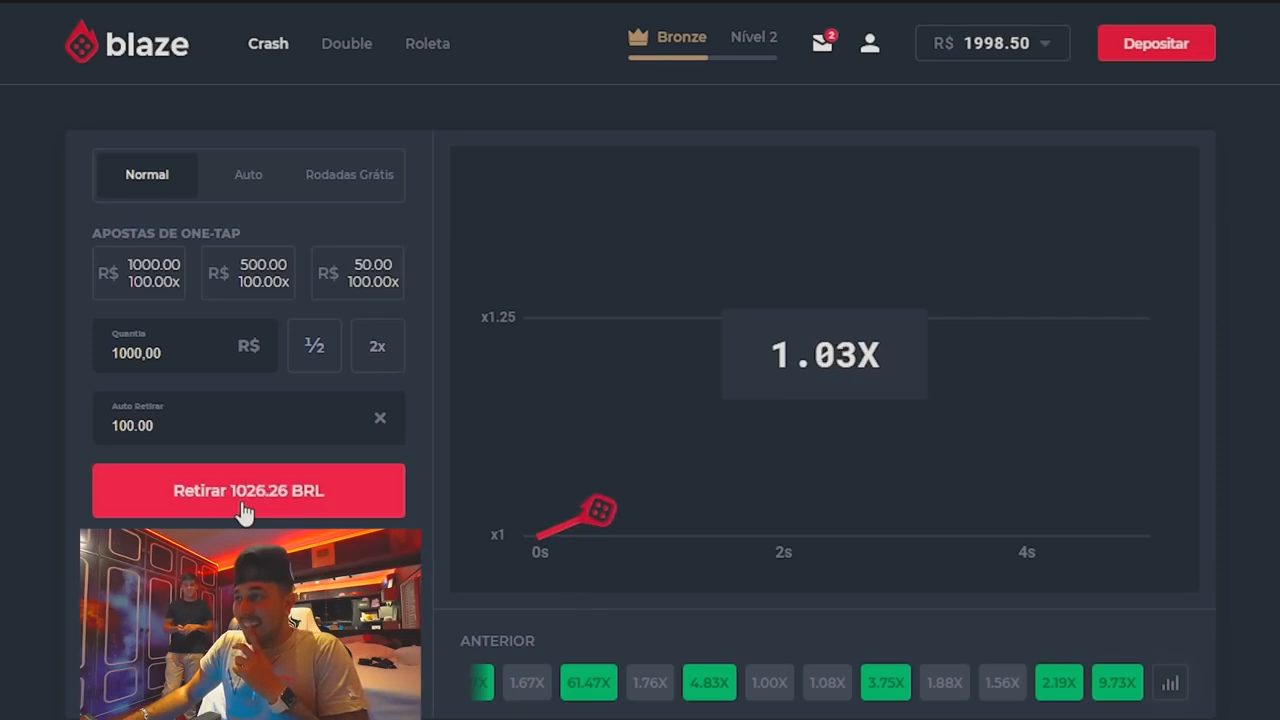 blaze Crash Double Roleta Bronze Nível 2 2 R$ 1998.50 Depositar
Normal Auto Rodadas Grátis
APOSTAS DE ONE-TAP
R$ 1000.00 100.00x
R$ 500.00 100.00x
R$ 50.00 100.00x
Quantia
1000,00 R$ ½ 2x
Auto Retirar
100.00
Retirar 1026.26 BRL
x1.25
1.03X
x1
0s 2s 4s
ANTERIOR
1.67X 61.47X 1.76X 4.83X 1.00X 1.08X 3.75X 1.88X 1.56X 2.19X 9.73X